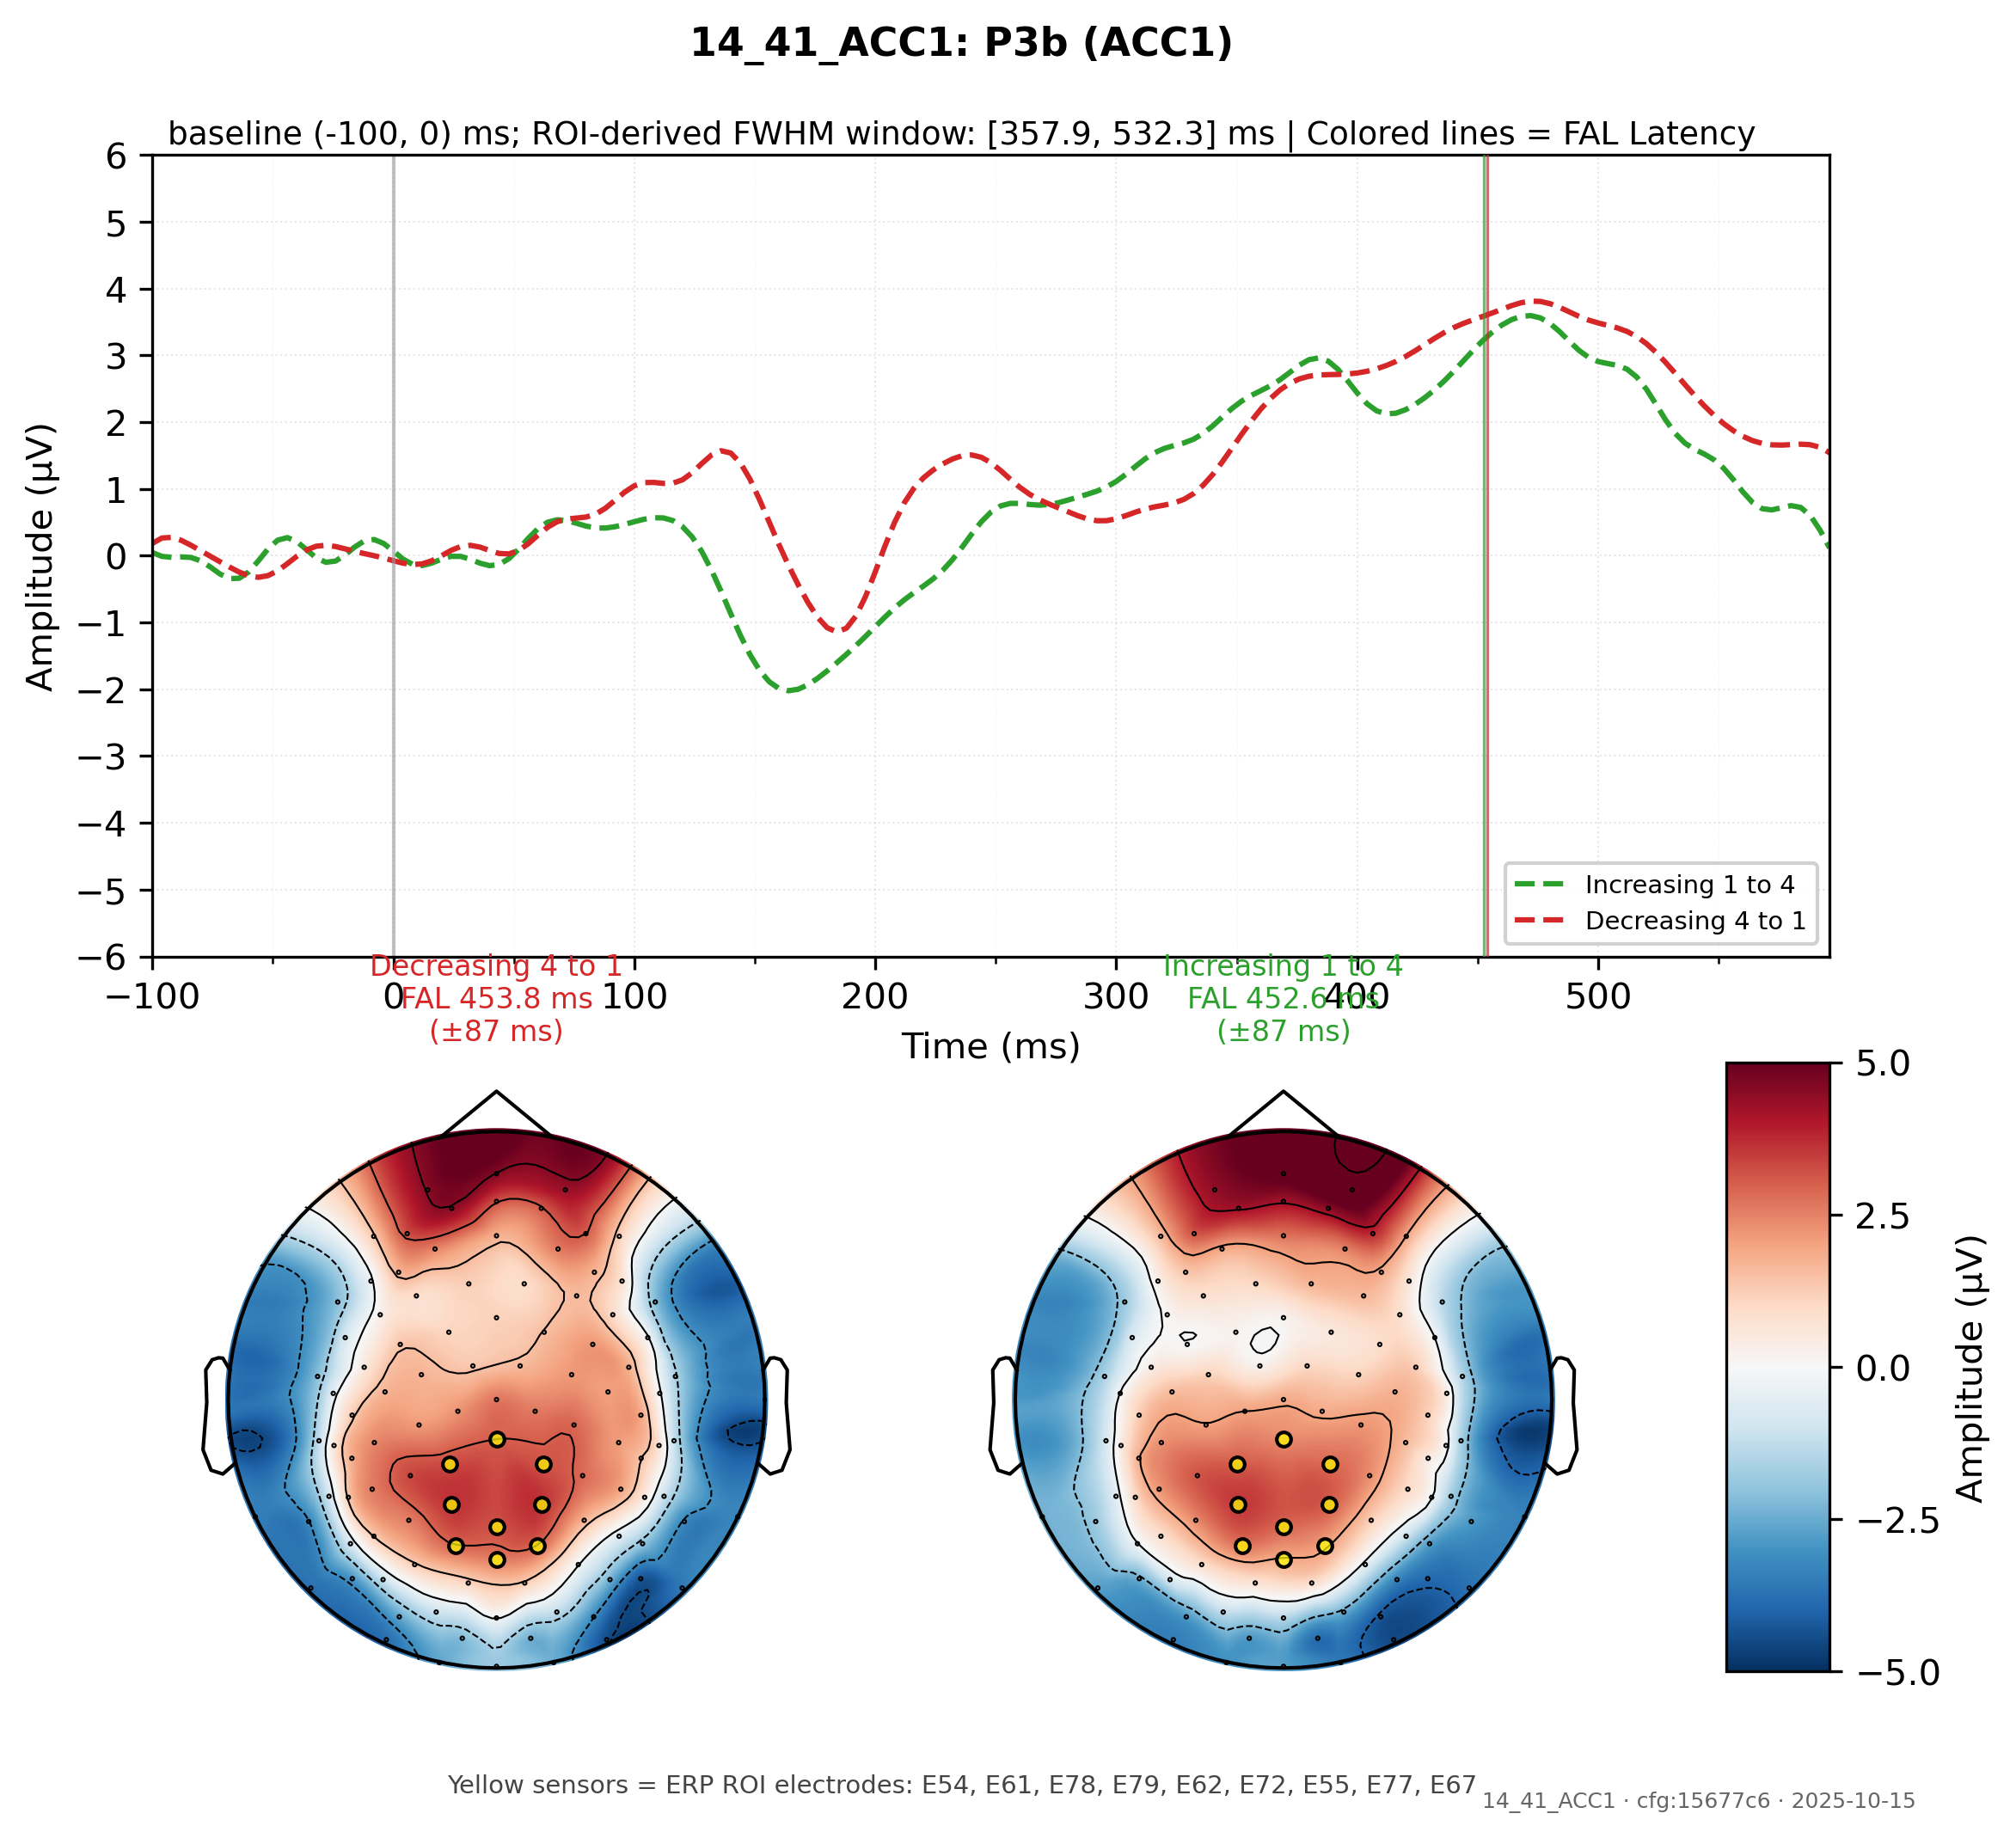 14_41_ACC1: P3b (ACC1)
baseline (-100, 0) ms; ROI-derived FWHM window: [357.9, 532.3] ms | Colored lines = FAL Latency
6
5
4
3
2
1
0
−1
−2
−3
−4
−5
−6
Amplitude (μV)
Increasing 1 to 4
Decreasing 4 to 1
−100 0 100 200 300 400 500
Time (ms)
Decreasing 4 to 1
FAL 453.8 ms
(±87 ms)
Increasing 1 to 4
FAL 452.6 ms
(±87 ms)
5.0
2.5
0.0
−2.5
−5.0
Amplitude (μV)
Yellow sensors = ERP ROI electrodes: E54, E61, E78, E79, E62, E72, E55, E77, E67
14_41_ACC1 · cfg:15677c6 · 2025-10-15